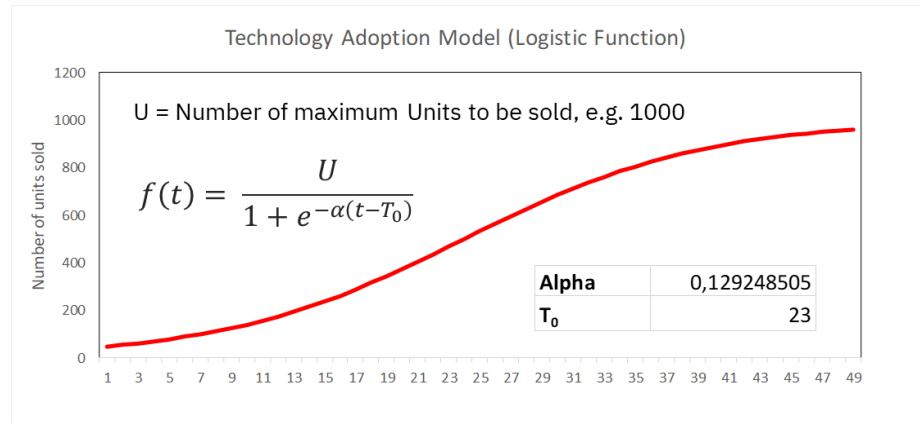 Technology Adoption Model (Logistic Function)
1200
1000
800
600
400
200
0
Number of units sold
U = Number of maximum Units to be sold, e.g. 1000
f(t) = U / (1 + e^{−α(t−T₀)})
Alpha 0,129248505
T₀ 23
1 3 5 7 9 11 13 15 17 19 21 23 25 27 29 31 33 35 37 39 41 43 45 47 49